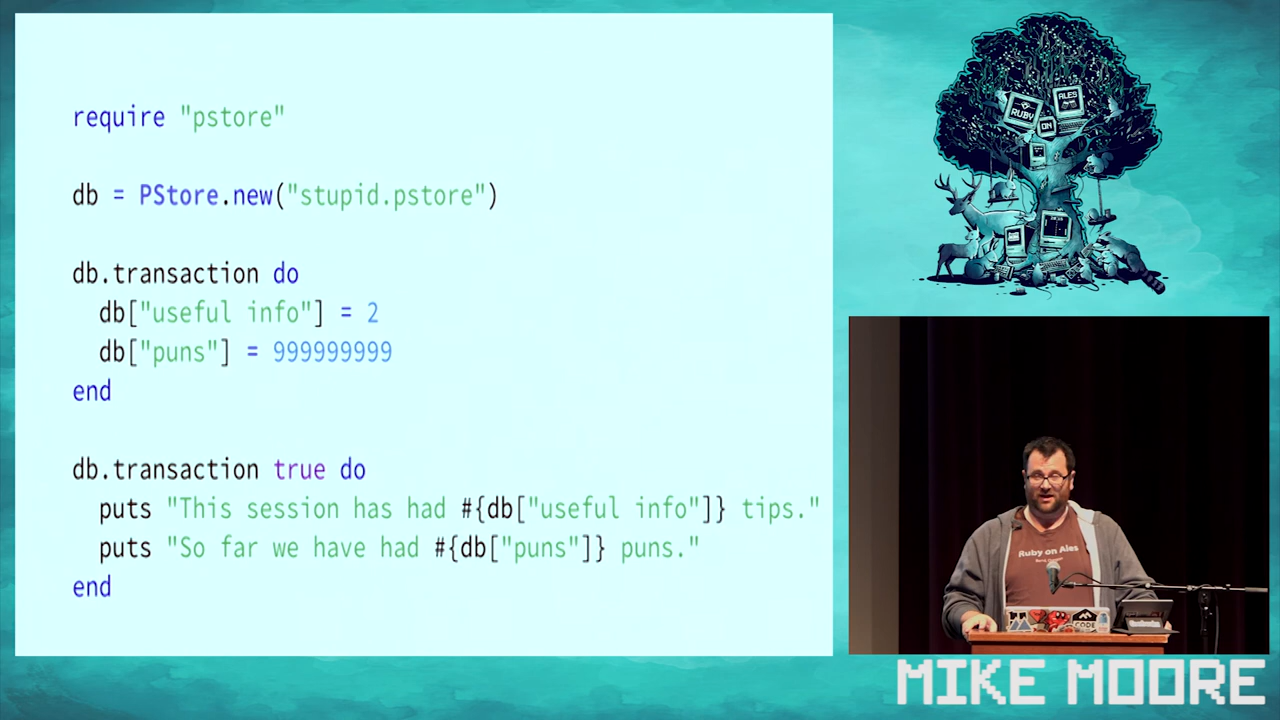 require "pstore"
db = PStore.new("stupid.pstore")
db.transaction do
db["useful info"] = 2
db["puns"] = 999999999
end
db.transaction true do
puts "This session has had #{db["useful info"]} tips."
puts "So far we have had #{db["puns"]} puns."
end
RUBY
ON
ALES
Ruby on Ales
CODE
MIKE MOORE